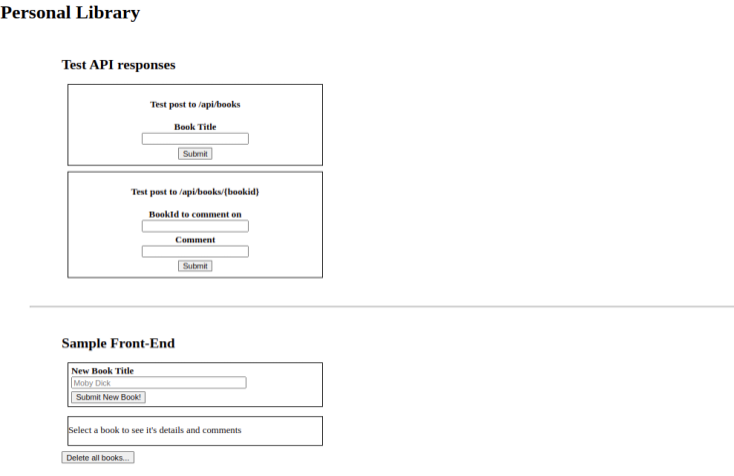 Personal Library
Test API responses
Test post to /api/books
Book Title
Submit
Test post to /api/books/{bookid}
BookId to comment on
Comment
Submit
Sample Front-End
New Book Title
Moby Dick
Submit New Book!
Select a book to see it's details and comments
Delete all books...